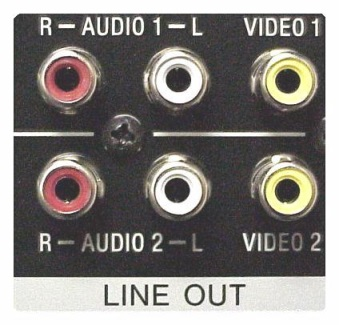 R — AUDIO 1 — L VIDEO 1
R — AUDIO 2 — L VIDEO 2
LINE OUT